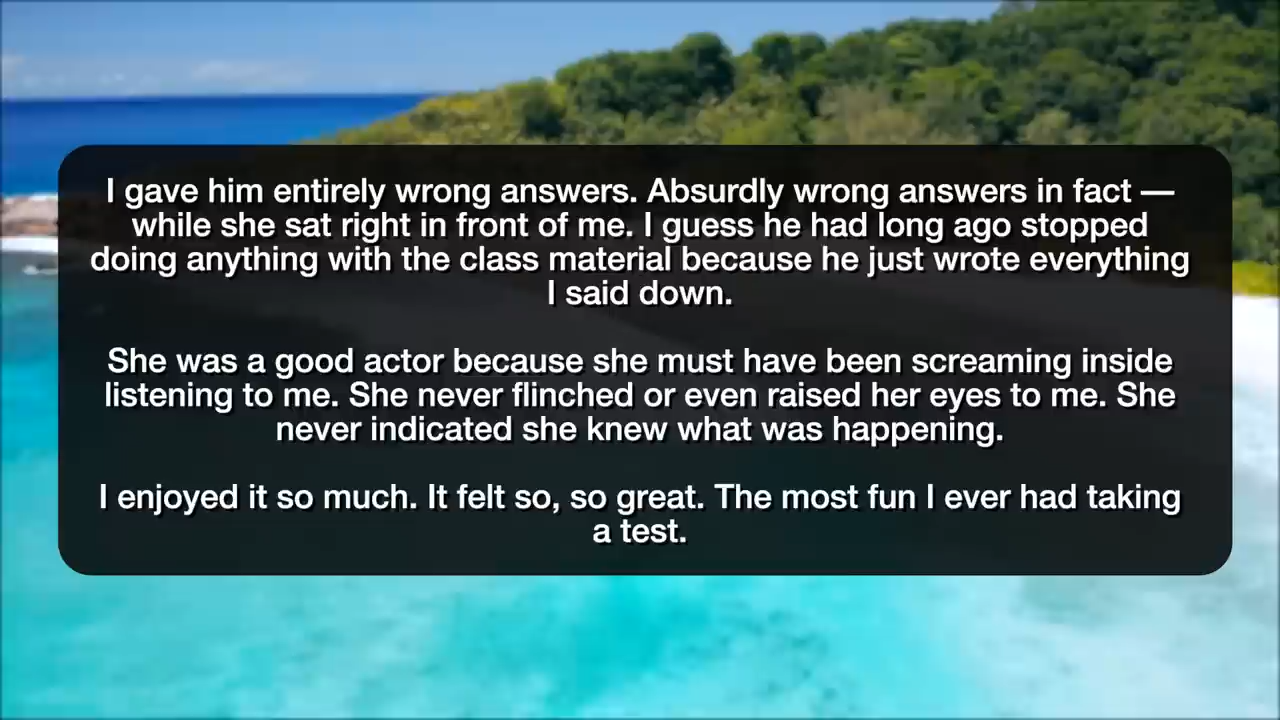 I gave him entirely wrong answers. Absurdly wrong answers in fact —
while she sat right in front of me. I guess he had long ago stopped
doing anything with the class material because he just wrote everything
I said down.
She was a good actor because she must have been screaming inside
listening to me. She never flinched or even raised her eyes to me. She
never indicated she knew what was happening.
I enjoyed it so much. It felt so, so great. The most fun I ever had taking
a test.